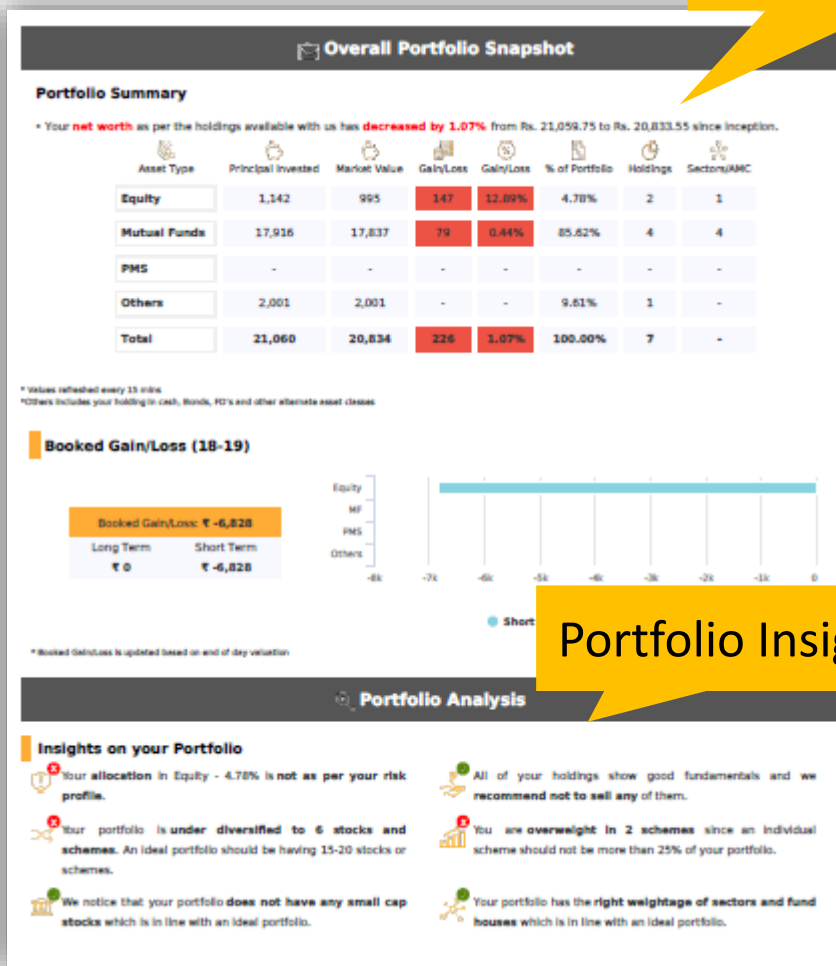 Overall Portfolio Snapshot
Portfolio Summary
• Your net worth as per the holdings available with us has decreased by 1.07% from Rs. 21,059.75 to Rs. 20,833.55 since inception.
Asset Type Principal Invested Market Value Gain/Loss Gain/Loss % of Portfolio Holdings Sectors/AMC
Equity 1,142 995 147 12.89% 4.78% 2 1
Mutual Funds 17,916 17,837 79 0.44% 85.62% 4 4
PMS - - - - - - -
Others 2,001 2,001 - - 9.61% 1 -
Total 21,060 20,834 226 1.07% 100.00% 7 -
* Values refreshed every 15 mins
*Others includes your holding in cash, Bonds, FD's and other alternate asset classes
Booked Gain/Loss (18-19)
Booked Gain/Loss: ₹ -6,828
Long Term Short Term
₹ 0 ₹ -6,828
Equity
MF
PMS
Others
-8k -7k -6k -5k -4k -3k -2k -1k 0
Short
* Booked Gain/Loss is updated based on end of day valuation
Portfolio Insig
Portfolio Analysis
Insights on your Portfolio
Your allocation in Equity - 4.78% is not as per your risk
profile.
All of your holdings show good fundamentals and we
recommend not to sell any of them.
Your portfolio is under diversified to 6 stocks and
schemes. An ideal portfolio should be having 15-20 stocks or
schemes.
You are overweight in 2 schemes since an individual
scheme should not be more than 25% of your portfolio.
We notice that your portfolio does not have any small cap
stocks which is in line with an ideal portfolio.
Your portfolio has the right weightage of sectors and fund
houses which is in line with an ideal portfolio.